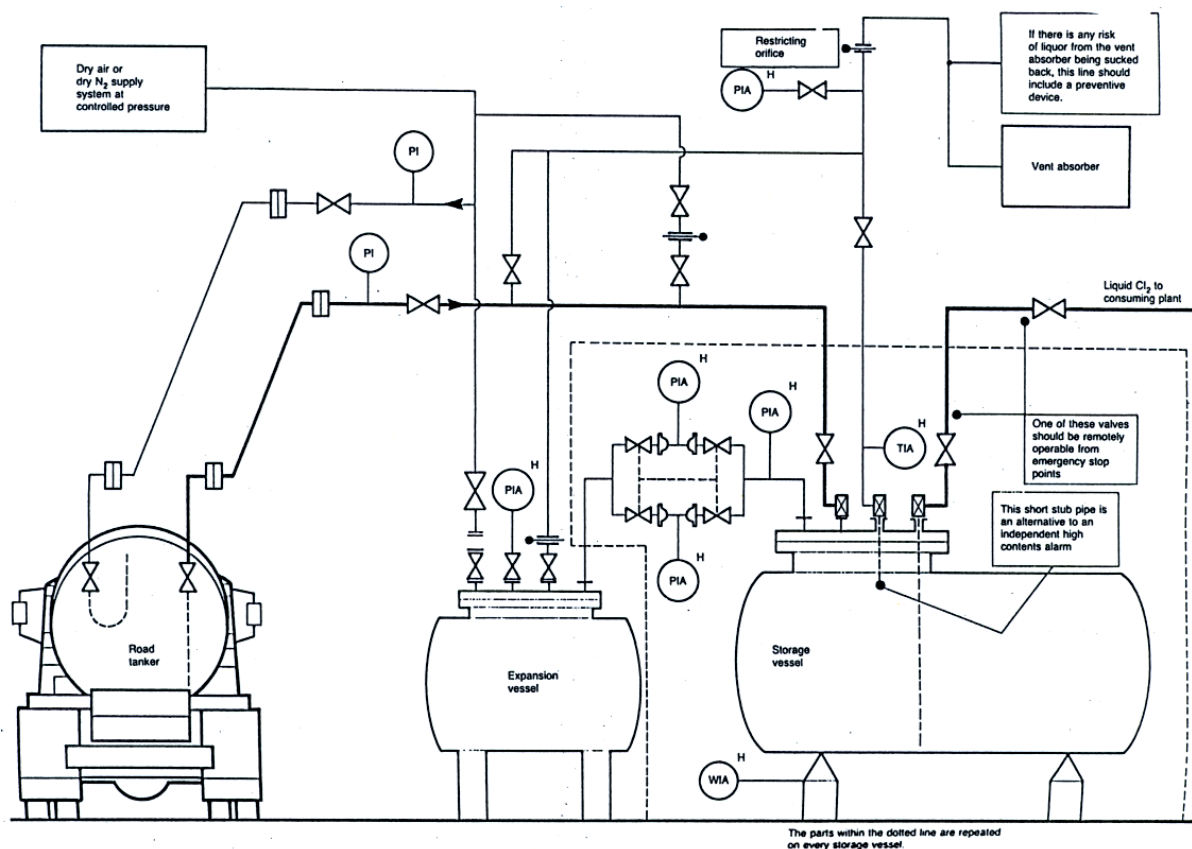 Dry air or
dry N₂ supply
system at
controlled pressure
Restricting
orifice
If there is any risk
of liquor from the vent
absorber being sucked
back, this line should
include a preventive
device.
H
PIA
PI
Vent absorber
PI
Liquid Cl₂ to
consuming plant
H
PIA
H
PIA
H
TIA
One of these valves
should be remotely
operable from
emergency stop
points
H
PIA
This short stub pipe is
an alternative to an
independent high
contents alarm
H
PIA
Road
tanker
Expansion
vessel
Storage
vessel
H
WIA
The parts within the dotted line are repeated
on every storage vessel.